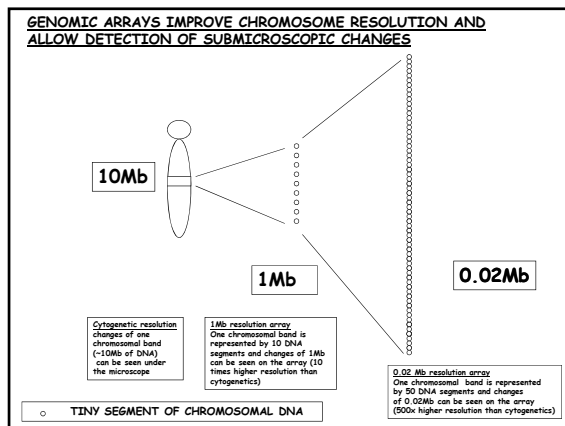 GENOMIC ARRAYS IMPROVE CHROMOSOME RESOLUTION AND
ALLOW DETECTION OF SUBMICROSCOPIC CHANGES
10Mb
1Mb
0.02Mb
Cytogenetic resolution
changes of one
chromosomal band
(~10Mb of DNA)
can be seen under
the microscope
1Mb resolution array
One chromosomal band is
represented by 10 DNA
segments and changes of 1Mb
can be seen on the array (10
times higher resolution than
cytogenetics)
0.02 Mb resolution array
One chromosomal band is represented
by 50 DNA segments and changes
of 0.02Mb can be seen on the array
(500x higher resolution than cytogenetics)
TINY SEGMENT OF CHROMOSOMAL DNA